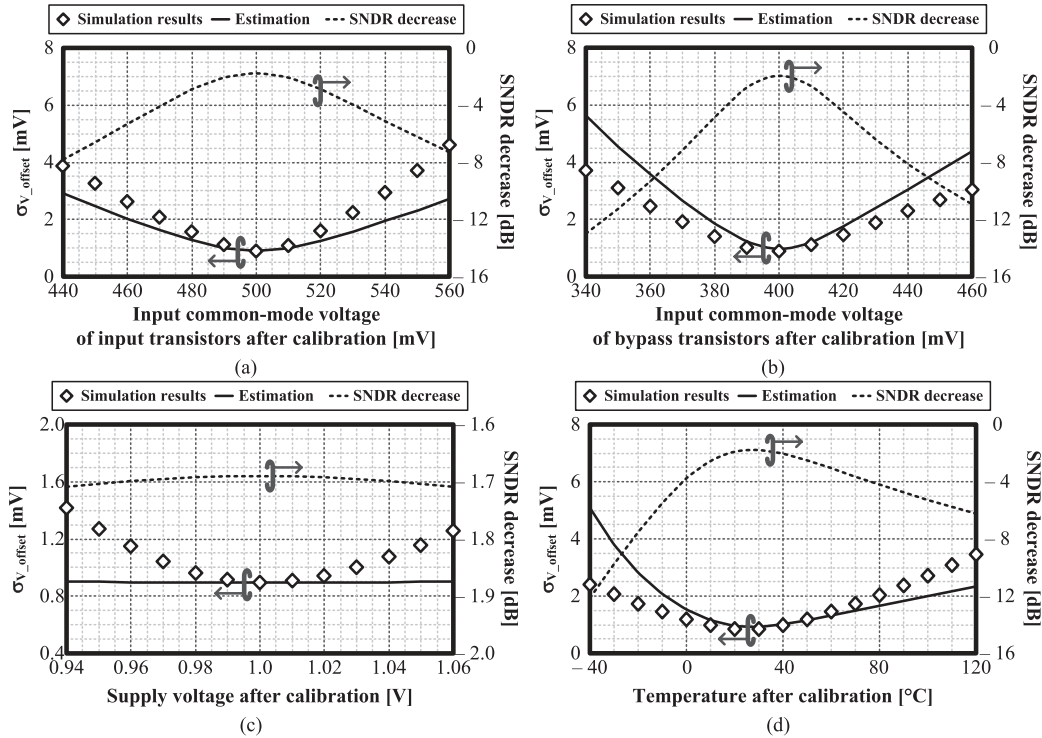 Simulation results Estimation SNDR decrease
8
6
4
2
0
σV_offset [mV]
0
– 4
– 8
– 12
– 16
SNDR decrease [dB]
440 460 480 500 520 540 560
Input common-mode voltage
of input transistors after calibration [mV]
(a)
Simulation results Estimation SNDR decrease
8
6
4
2
0
σV_offset [mV]
0
– 4
– 8
– 12
– 16
SNDR decrease [dB]
340 360 380 400 420 440 460
Input common-mode voltage
of bypass transistors after calibration [mV]
(b)
Simulation results Estimation SNDR decrease
2.0
1.6
1.2
0.8
0.4
σV_offset [mV]
– 1.6
– 1.7
– 1.8
– 1.9
– 2.0
SNDR decrease [dB]
0.94 0.96 0.98 1.0 1.02 1.04 1.06
Supply voltage after calibration [V]
(c)
Simulation results Estimation SNDR decrease
8
6
4
2
0
σV_offset [mV]
0
– 4
– 8
– 12
– 16
SNDR decrease [dB]
– 40 0 40 80 120
Temperature after calibration [°C]
(d)